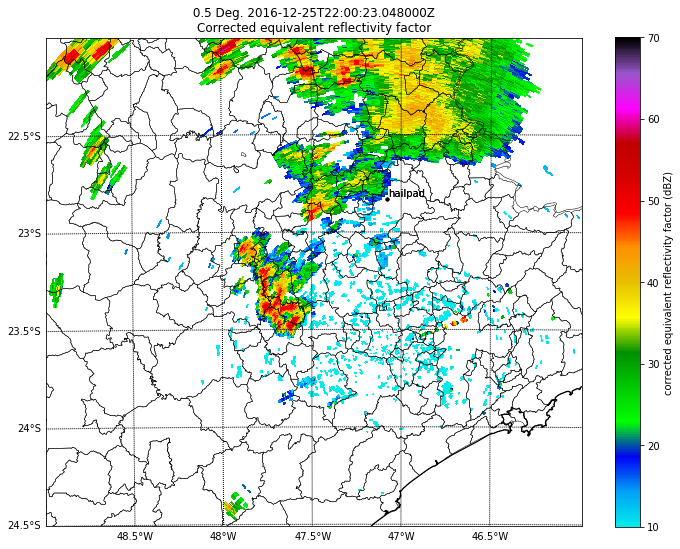 0.5 Deg. 2016-12-25T22:00:23.048000Z
Corrected equivalent reflectivity factor
22.5°S
23°S
23.5°S
24°S
24.5°S
48.5°W
48°W
47.5°W
47°W
46.5°W
hailpad
70
60
50
40
30
20
10
corrected equivalent reflectivity factor (dBZ)